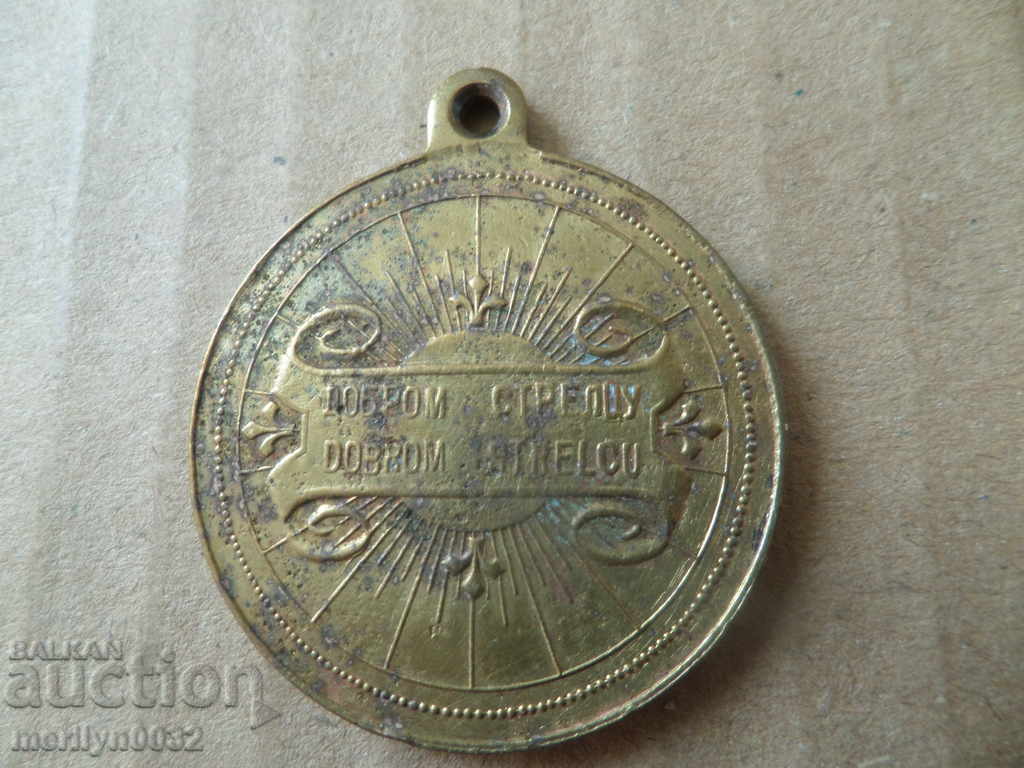 ДОБРОМ СТРЕЛЦУ
DOBROM STRELCU
BALKAN
auction
merilyn0032